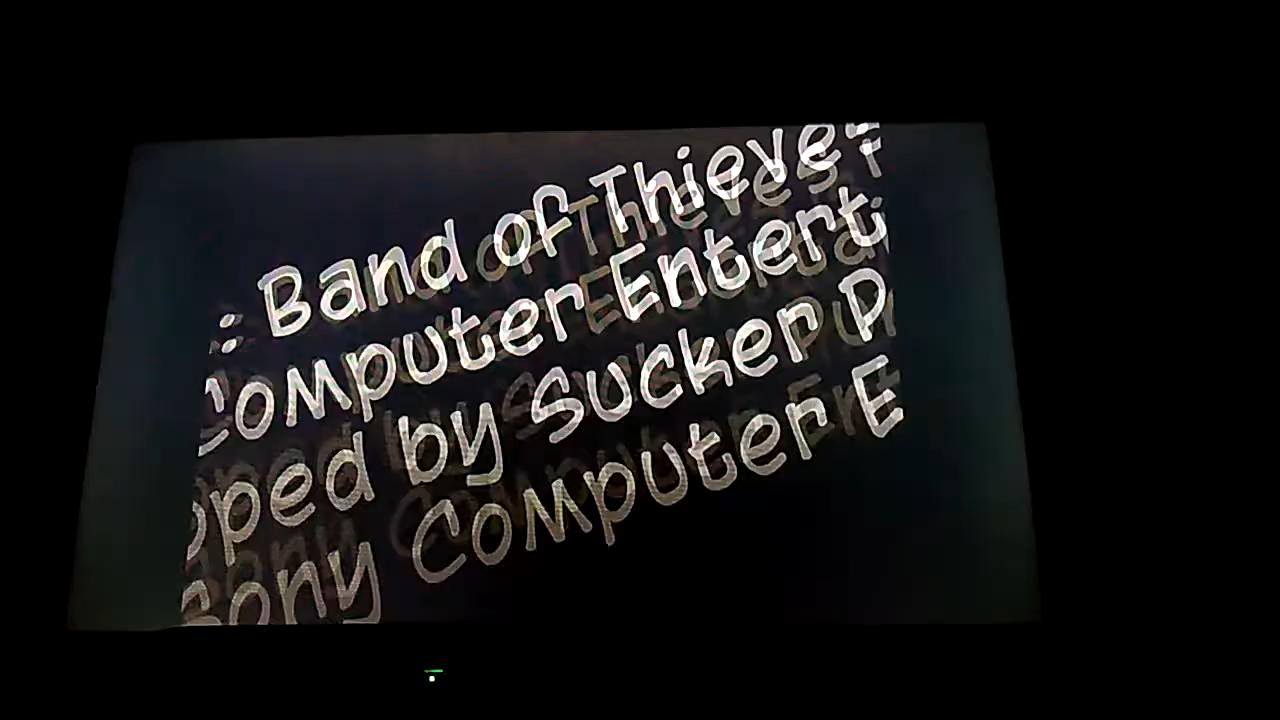 : Band of Thieves
Computer Entert
oped by Sucker P
Sony Computer E